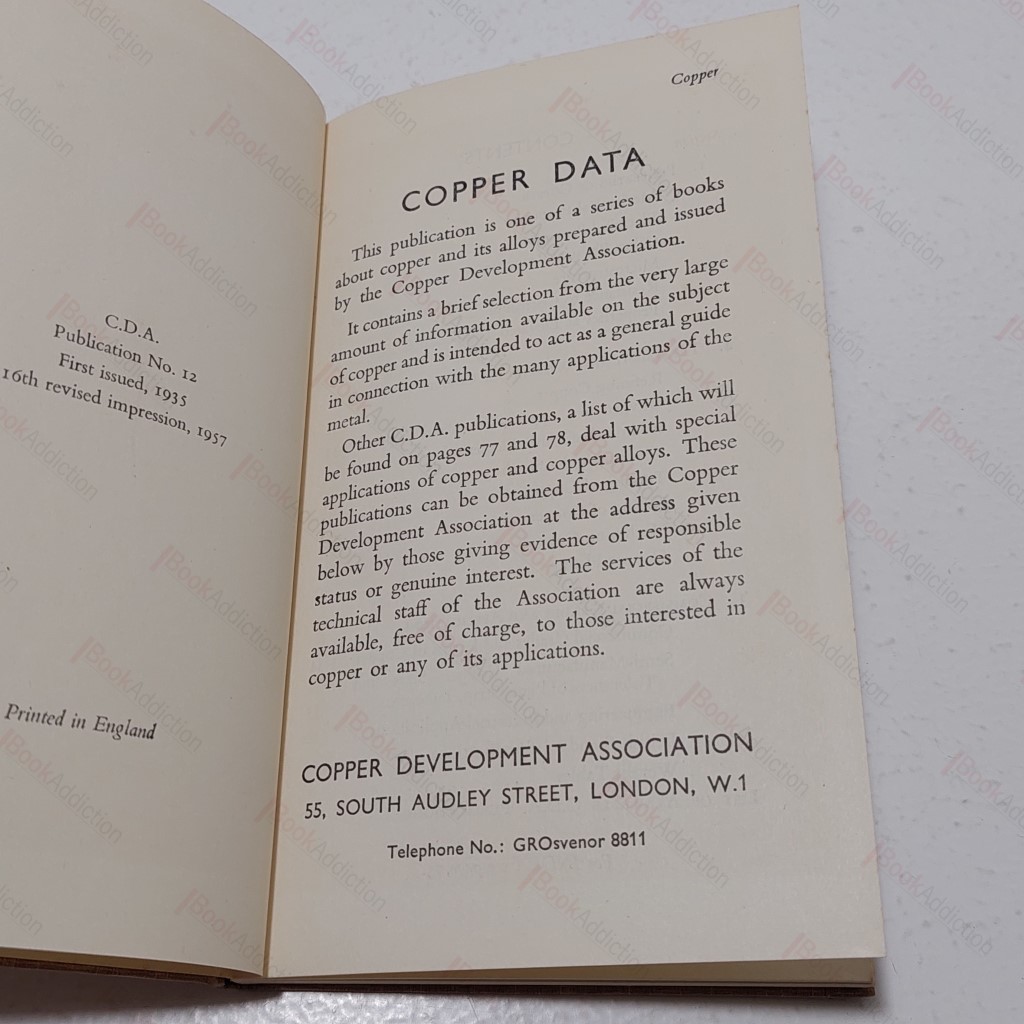 C.D.A.
Publication No. 12
First issued, 1935
16th revised impression, 1957
Printed in England
Copper
COPPER DATA
This publication is one of a series of books
about copper and its alloys prepared and issued
by the Copper Development Association.
It contains a brief selection from the very large
amount of information available on the subject
of copper and is intended to act as a general guide
in connection with the many applications of the
metal.
Other C.D.A. publications, a list of which will
be found on pages 77 and 78, deal with special
applications of copper and copper alloys. These
publications can be obtained from the Copper
Development Association at the address given
below by those giving evidence of responsible
status or genuine interest. The services of the
technical staff of the Association are always
available, free of charge, to those interested in
copper or any of its applications.
COPPER DEVELOPMENT ASSOCIATION
55, SOUTH AUDLEY STREET, LONDON, W.1
Telephone No.: GROsvenor 8811
BookAddiction